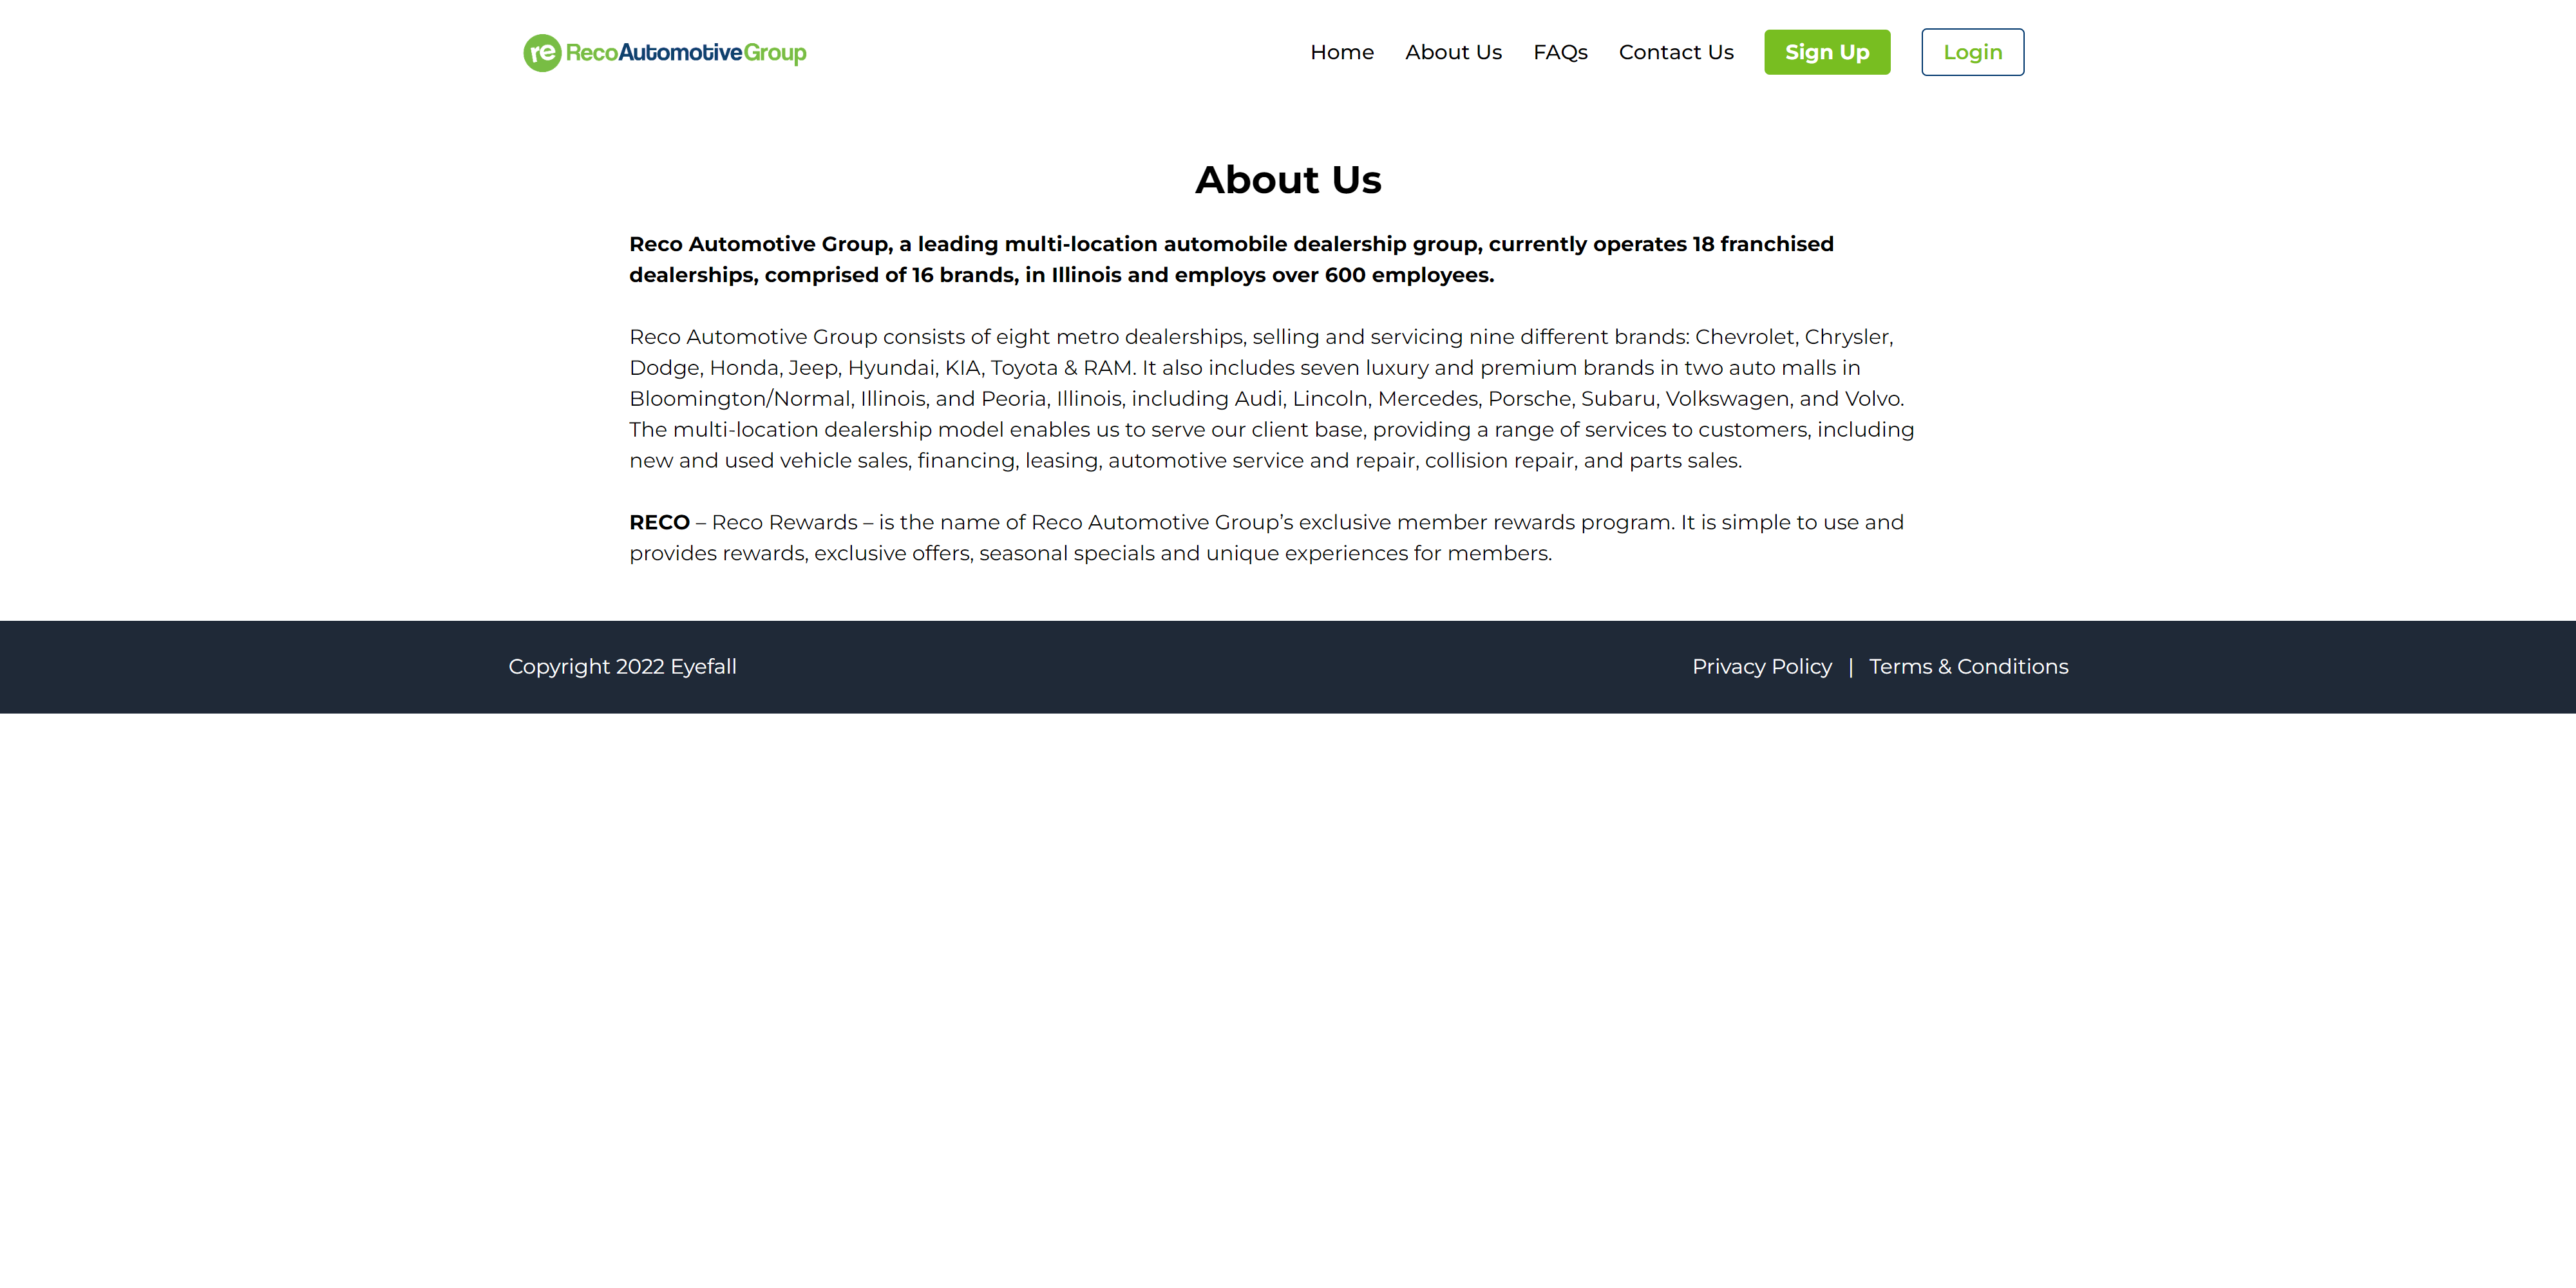 re RecoAutomotiveGroup
Home About Us FAQs Contact Us Sign Up Login
About Us
Reco Automotive Group, a leading multi-location automobile dealership group, currently operates 18 franchised
dealerships, comprised of 16 brands, in Illinois and employs over 600 employees.
Reco Automotive Group consists of eight metro dealerships, selling and servicing nine different brands: Chevrolet, Chrysler,
Dodge, Honda, Jeep, Hyundai, KIA, Toyota & RAM. It also includes seven luxury and premium brands in two auto malls in
Bloomington/Normal, Illinois, and Peoria, Illinois, including Audi, Lincoln, Mercedes, Porsche, Subaru, Volkswagen, and Volvo.
The multi-location dealership model enables us to serve our client base, providing a range of services to customers, including
new and used vehicle sales, financing, leasing, automotive service and repair, collision repair, and parts sales.
RECO – Reco Rewards – is the name of Reco Automotive Group’s exclusive member rewards program. It is simple to use and
provides rewards, exclusive offers, seasonal specials and unique experiences for members.
Copyright 2022 Eyefall Privacy Policy | Terms & Conditions